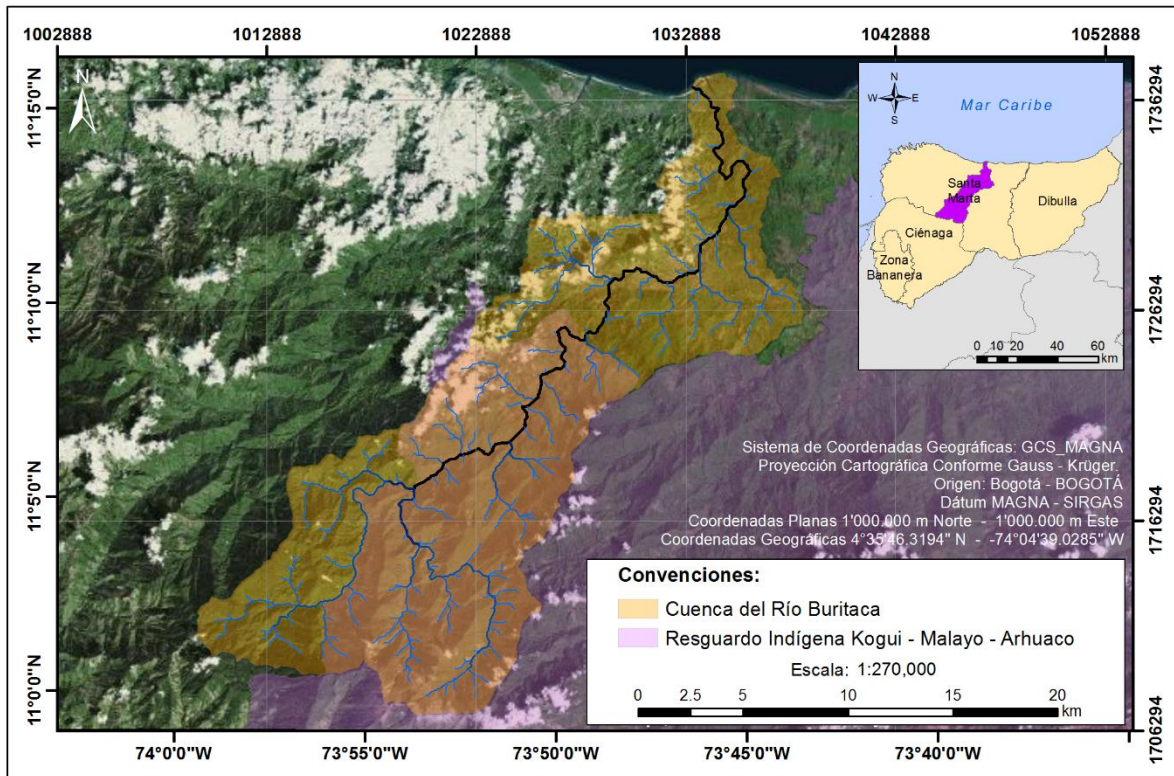 1002888 1012888 1022888 1032888 1042888 1052888
N
11°15'0"N
11°10'0"N
11°5'0"N
11°0'0"N
1736294
1726294
1716294
1706294
N
W E
S
Mar Caribe
Santa
Marta
Dibulla
Ciénaga
Zona
Bananera
0 10 20 40 60
km
Sistema de Coordenadas Geográficas: GCS_MAGNA
Proyección Cartográfica Conforme Gauss - Krüger.
Origen: Bogotá - BOGOTÁ
Dátum MAGNA - SIRGAS
Coordenadas Planas 1'000.000 m Norte - 1'000.000 m Este
Coordenadas Geográficas 4°35'46.3194" N - -74°04'39.0285" W
Convenciones:
Cuenca del Río Buritaca
Resguardo Indígena Kogui - Malayo - Arhuaco
Escala: 1:270,000
0 2.5 5 10 15 20
km
74°0'0"W 73°55'0"W 73°50'0"W 73°45'0"W 73°40'0"W